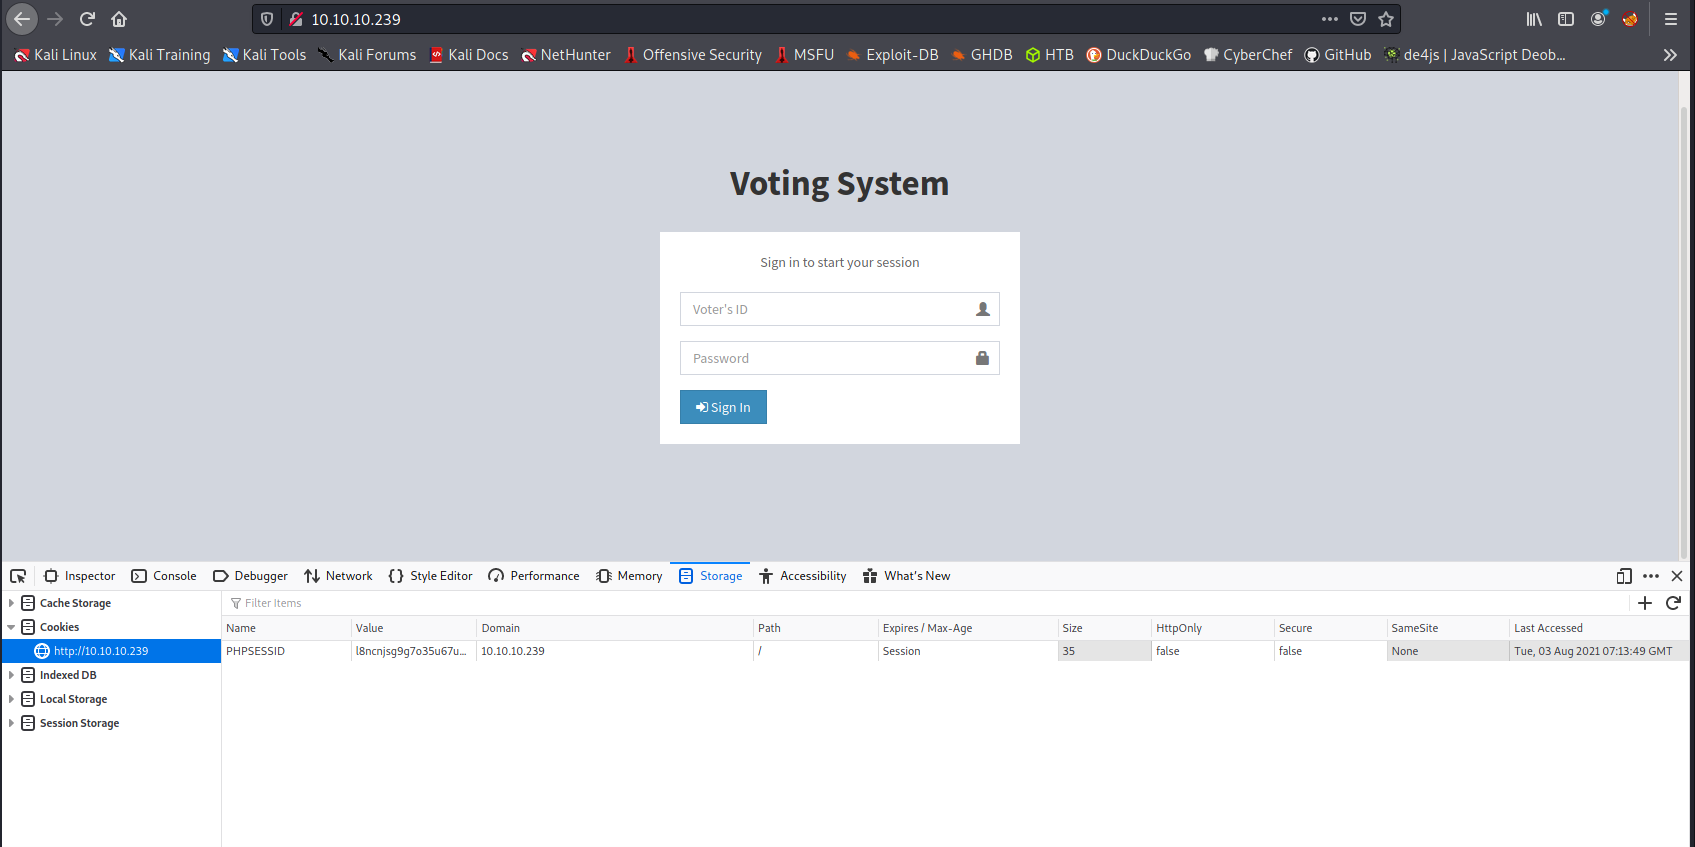 10.10.10.239
Kali Linux Kali Training Kali Tools Kali Forums Kali Docs NetHunter Offensive Security MSFU Exploit-DB GHDB HTB DuckDuckGo CyberChef GitHub de4js | JavaScript Deob...
Voting System
Sign in to start your session
Voter's ID
Password
Sign In
Inspector Console Debugger Network Style Editor Performance Memory Storage Accessibility What's New
Cache Storage
Cookies
http://10.10.10.239
Indexed DB
Local Storage
Session Storage
Filter Items
Name Value Domain Path Expires / Max-Age Size HttpOnly Secure SameSite Last Accessed
PHPSESSID l8ncnjsg9g7o35u67u... 10.10.10.239 / Session 35 false false None Tue, 03 Aug 2021 07:13:49 GMT